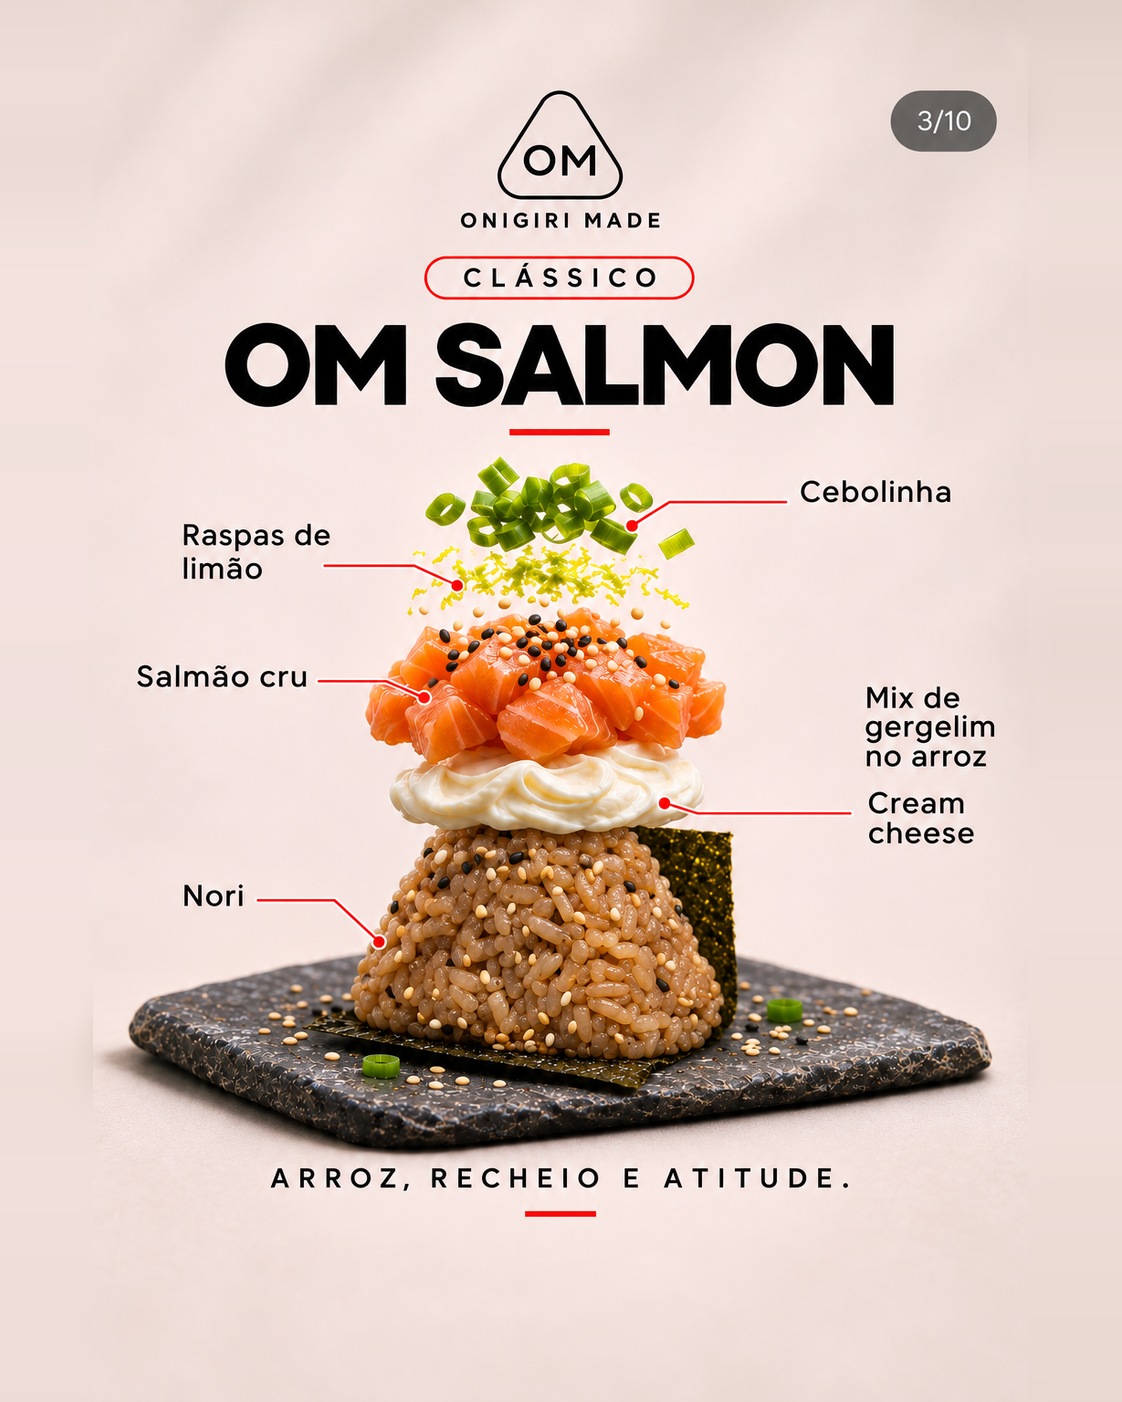 OM
ONIGIRI MADE
3/10
CLÁSSICO
OM SALMON
Cebolinha
Raspas de
limão
Salmão cru
Mix de
gergelim
no arroz
Cream
cheese
Nori
ARROZ, RECHEIO E ATITUDE.